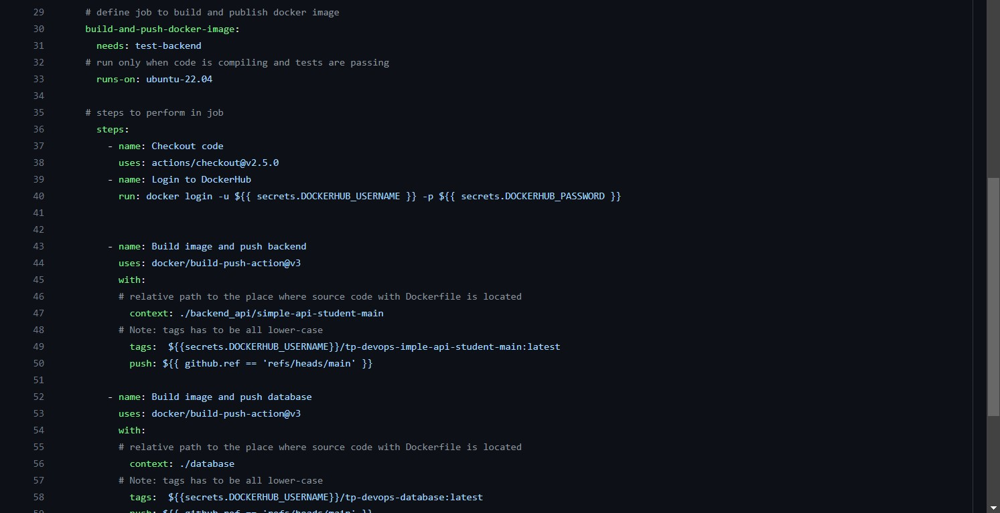 29 # define job to build and publish docker image
30 build-and-push-docker-image:
31 needs: test-backend
32 # run only when code is compiling and tests are passing
33 runs-on: ubuntu-22.04
34
35 # steps to perform in job
36 steps:
37 - name: Checkout code
38 uses: actions/checkout@v2.5.0
39 - name: Login to DockerHub
40 run: docker login -u ${{ secrets.DOCKERHUB_USERNAME }} -p ${{ secrets.DOCKERHUB_PASSWORD }}
41
42
43 - name: Build image and push backend
44 uses: docker/build-push-action@v3
45 with:
46 # relative path to the place where source code with Dockerfile is located
47 context: ./backend_api/simple-api-student-main
48 # Note: tags has to be all lower-case
49 tags:  ${{secrets.DOCKERHUB_USERNAME}}/tp-devops-imple-api-student-main:latest
50 push: ${{ github.ref == 'refs/heads/main' }}
51
52 - name: Build image and push database
53 uses: docker/build-push-action@v3
54 with:
55 # relative path to the place where source code with Dockerfile is located
56 context: ./database
57 # Note: tags has to be all lower-case
58 tags:  ${{secrets.DOCKERHUB_USERNAME}}/tp-devops-database:latest
59 push: ${{ github.ref == 'refs/heads/main' }}